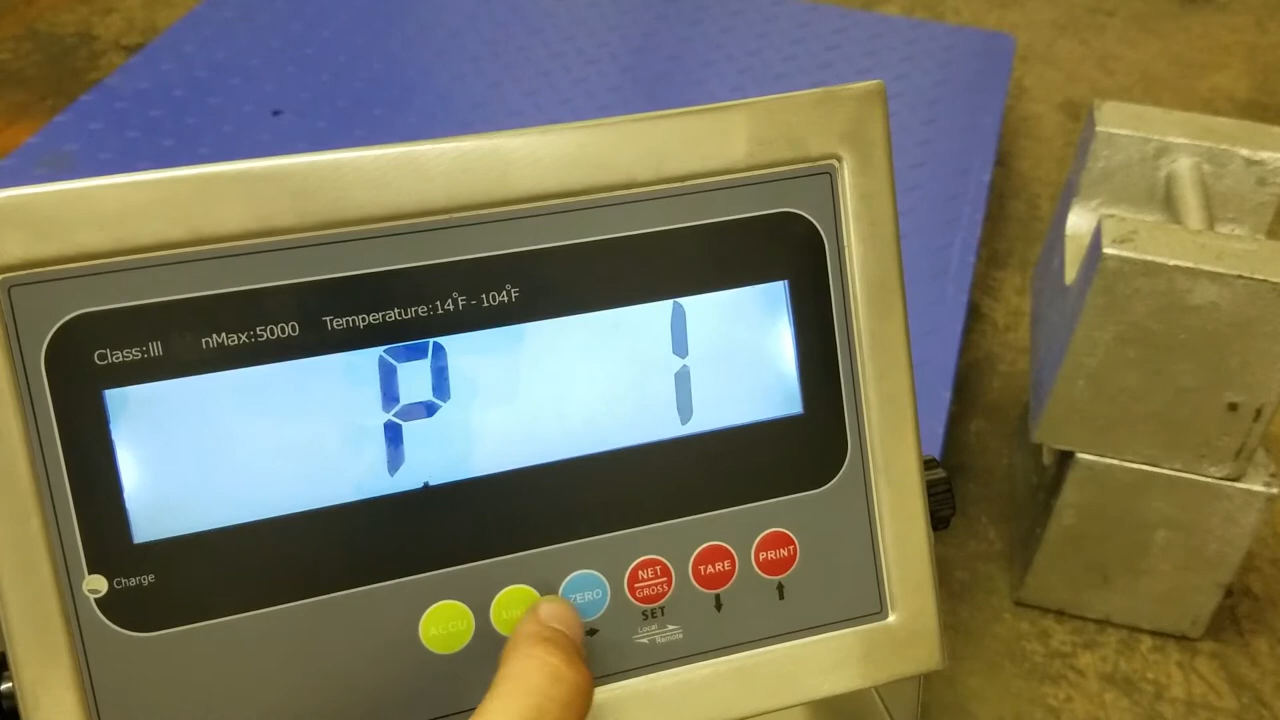 Class:III nMax:5000 Temperature:14°F - 104°F
P 1
Charge
ACCU
ZERO
NET
GROSS
TARE
PRINT
SET
Local
Remote